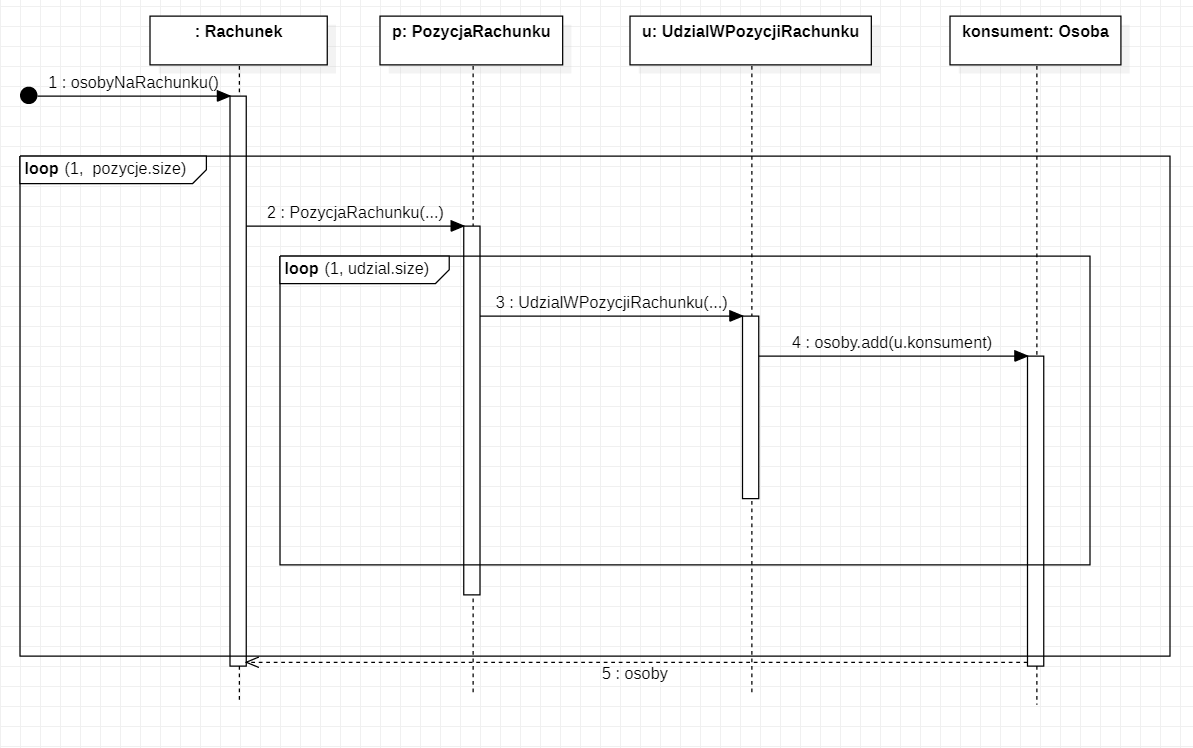 : Rachunek
p: PozycjaRachunku
u: UdzialWPozycjiRachunku
konsument: Osoba
1 : osobyNaRachunku()
loop (1,  pozycje.size)
2 : PozycjaRachunku(...)
loop (1, udzial.size)
3 : UdzialWPozycjiRachunku(...)
4 : osoby.add(u.konsument)
5 : osoby